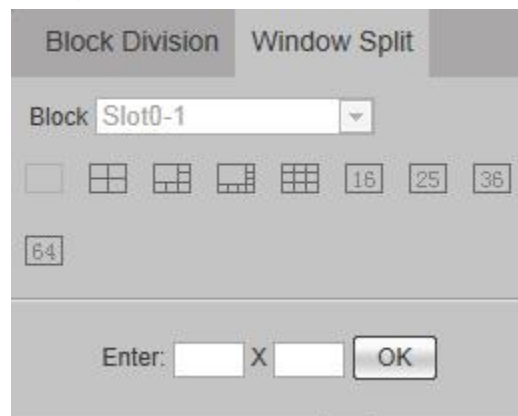 Block Division Window Split
Block Slot0-1
16 25 36
64
Enter: X OK